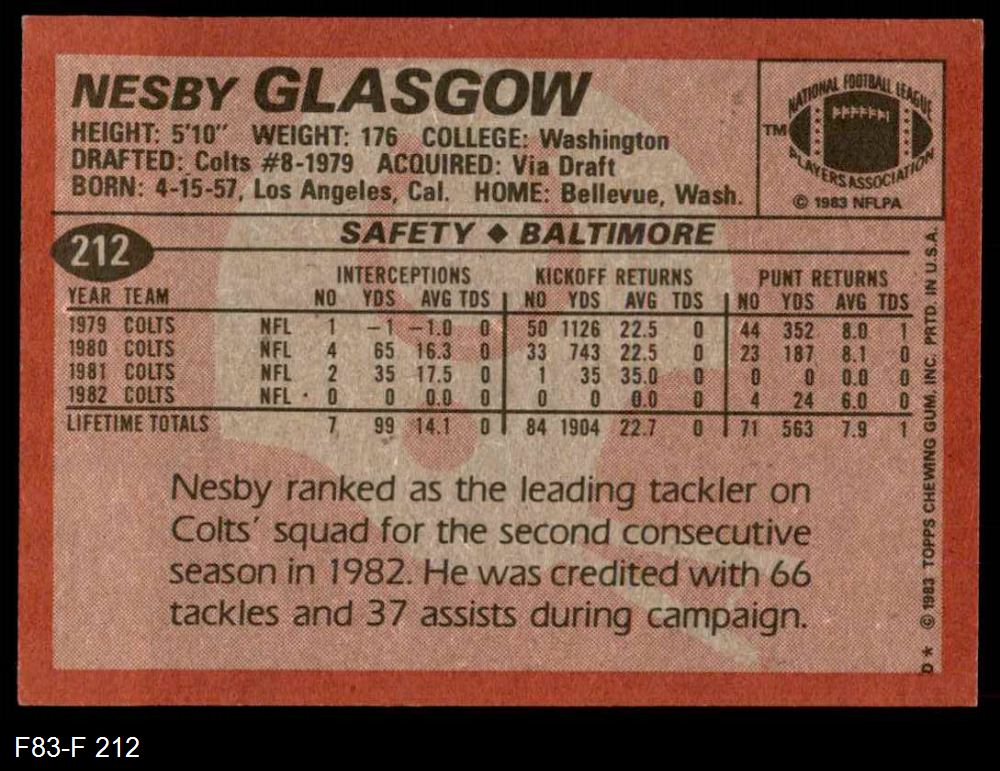 NESBY GLASGOW
HEIGHT: 5'10" WEIGHT: 176 COLLEGE: Washington
DRAFTED: Colts #8-1979 ACQUIRED: Via Draft
BORN: 4-15-57, Los Angeles, Cal. HOME: Bellevue, Wash.
TM
NATIONAL FOOTBALL LEAGUE
PLAYERS ASSOCIATION
© 1983 NFLPA
212
SAFETY ◆ BALTIMORE
INTERCEPTIONS KICKOFF RETURNS PUNT RETURNS
YEAR TEAM NO YDS AVG TDS NO YDS AVG TDS NO YDS AVG TDS
1979 COLTS NFL 1 –1 –1.0 0 50 1126 22.5 0 44 352 8.0 1
1980 COLTS NFL 4 65 16.3 0 33 743 22.5 0 23 187 8.1 0
1981 COLTS NFL 2 35 17.5 0 1 35 35.0 0 0 0 0.0 0
1982 COLTS NFL 0 0 0.0 0 0 0 0.0 0 4 24 6.0 0
LIFETIME TOTALS 7 99 14.1 0 84 1904 22.7 0 71 563 7.9 1
Nesby ranked as the leading tackler on
Colts' squad for the second consecutive
season in 1982. He was credited with 66
tackles and 37 assists during campaign.
D* © 1983 TOPPS CHEWING GUM, INC. PRTD. IN U.S.A.
F83-F 212